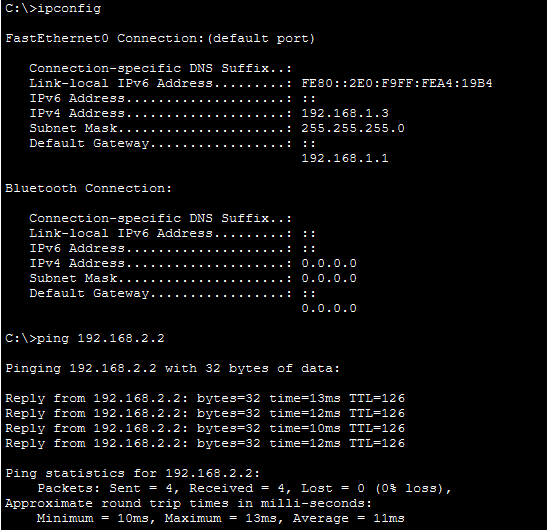 C:\>ipconfig
FastEthernet0 Connection:(default port)
Connection-specific DNS Suffix..:
Link-local IPv6 Address.........: FE80::2E0:F9FF:FEA4:19B4
IPv6 Address....................: ::
IPv4 Address....................: 192.168.1.3
Subnet Mask.....................: 255.255.255.0
Default Gateway.................: ::
192.168.1.1
Bluetooth Connection:
Connection-specific DNS Suffix..:
Link-local IPv6 Address.........: ::
IPv6 Address....................: ::
IPv4 Address....................: 0.0.0.0
Subnet Mask.....................: 0.0.0.0
Default Gateway.................: ::
0.0.0.0
C:\>ping 192.168.2.2
Pinging 192.168.2.2 with 32 bytes of data:
Reply from 192.168.2.2: bytes=32 time=13ms TTL=126
Reply from 192.168.2.2: bytes=32 time=12ms TTL=126
Reply from 192.168.2.2: bytes=32 time=10ms TTL=126
Reply from 192.168.2.2: bytes=32 time=12ms TTL=126
Ping statistics for 192.168.2.2:
Packets: Sent = 4, Received = 4, Lost = 0 (0% loss),
Approximate round trip times in milli-seconds:
Minimum = 10ms, Maximum = 13ms, Average = 11ms